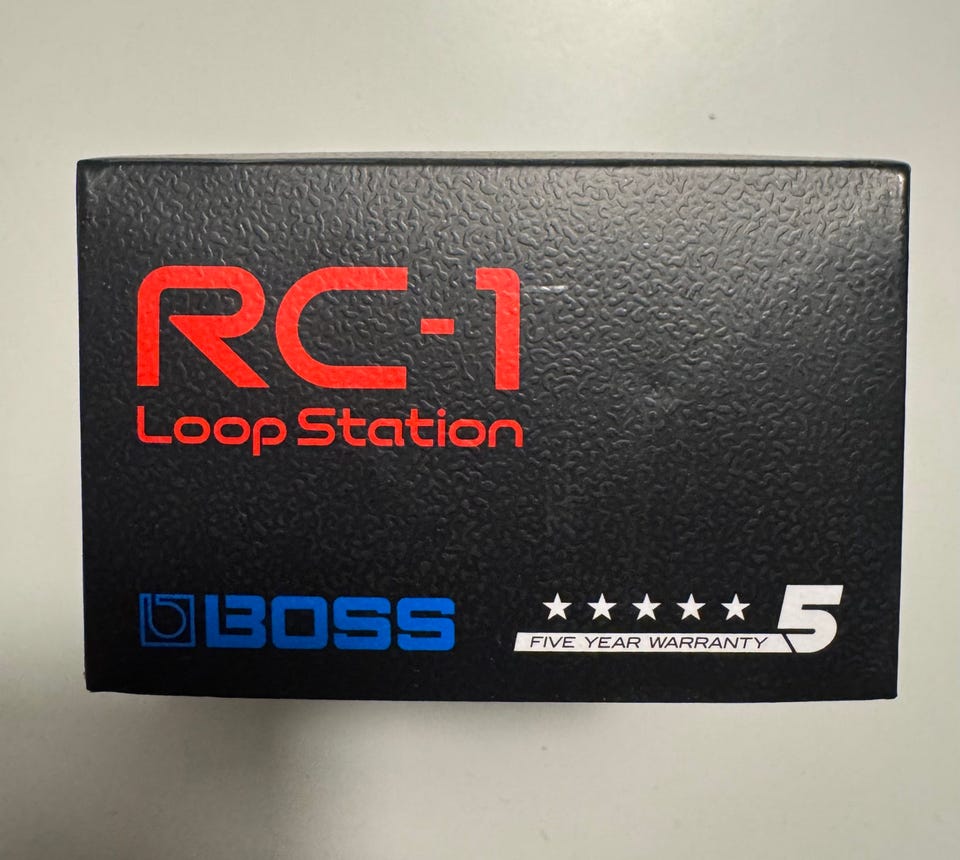 RC-1
Loop Station
BOSS
5
FIVE YEAR WARRANTY